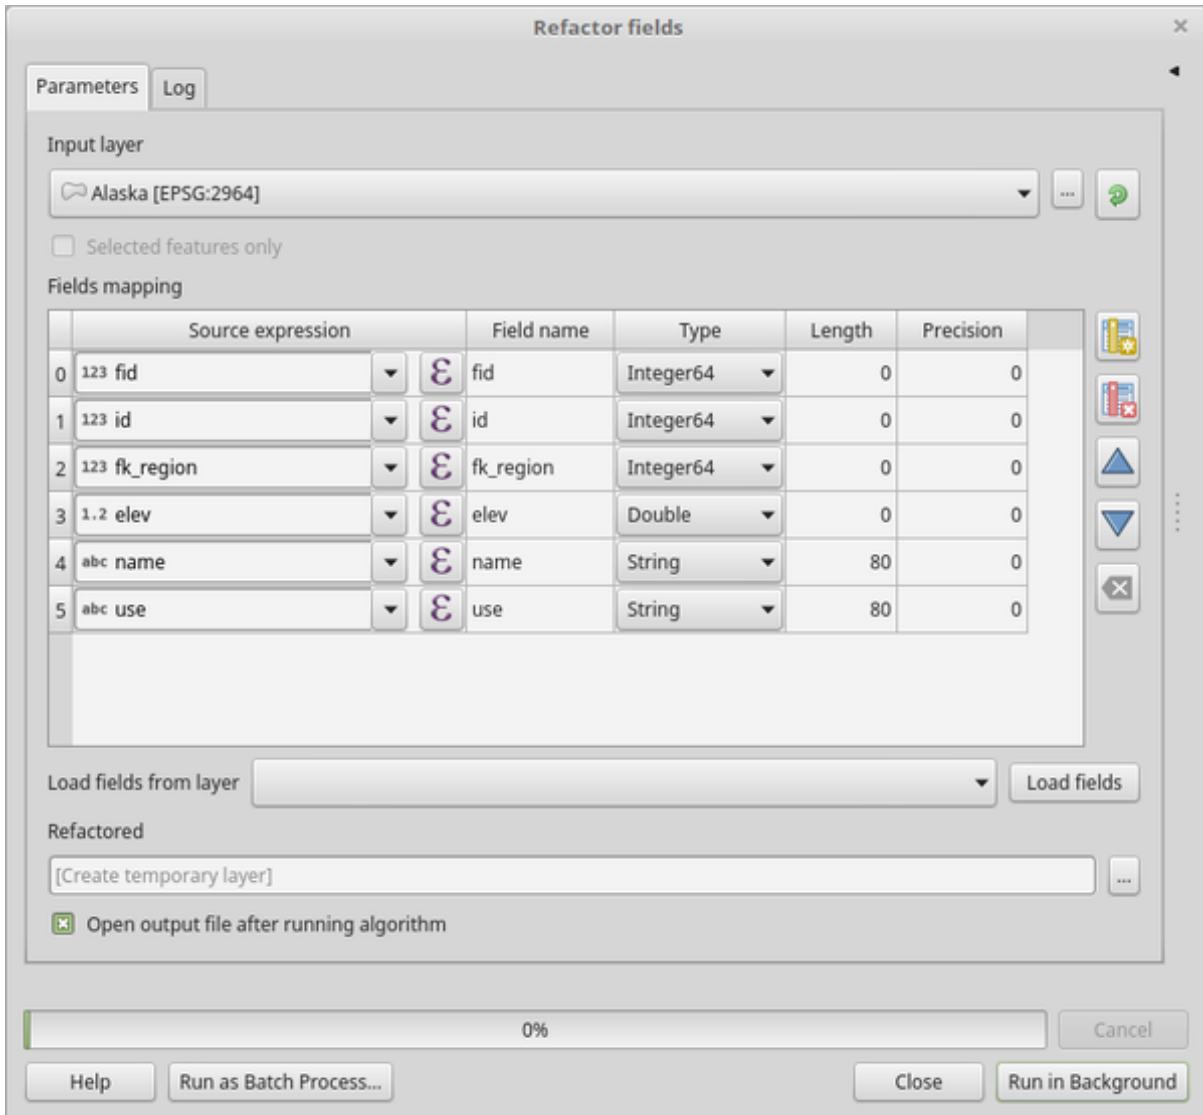 Refactor fields
Parameters Log
Input layer
Alaska [EPSG:2964] ...
Selected features only
Fields mapping
Source expression Field name Type Length Precision
0 123 fid ε fid Integer64 0 0
1 123 id ε id Integer64 0 0
2 123 fk_region ε fk_region Integer64 0 0
3 1.2 elev ε elev Double 0 0
4 abc name ε name String 80 0
5 abc use ε use String 80 0
Load fields from layer Load fields
Refactored
[Create temporary layer] ...
Open output file after running algorithm
0% Cancel
Help Run as Batch Process... Close Run in Background